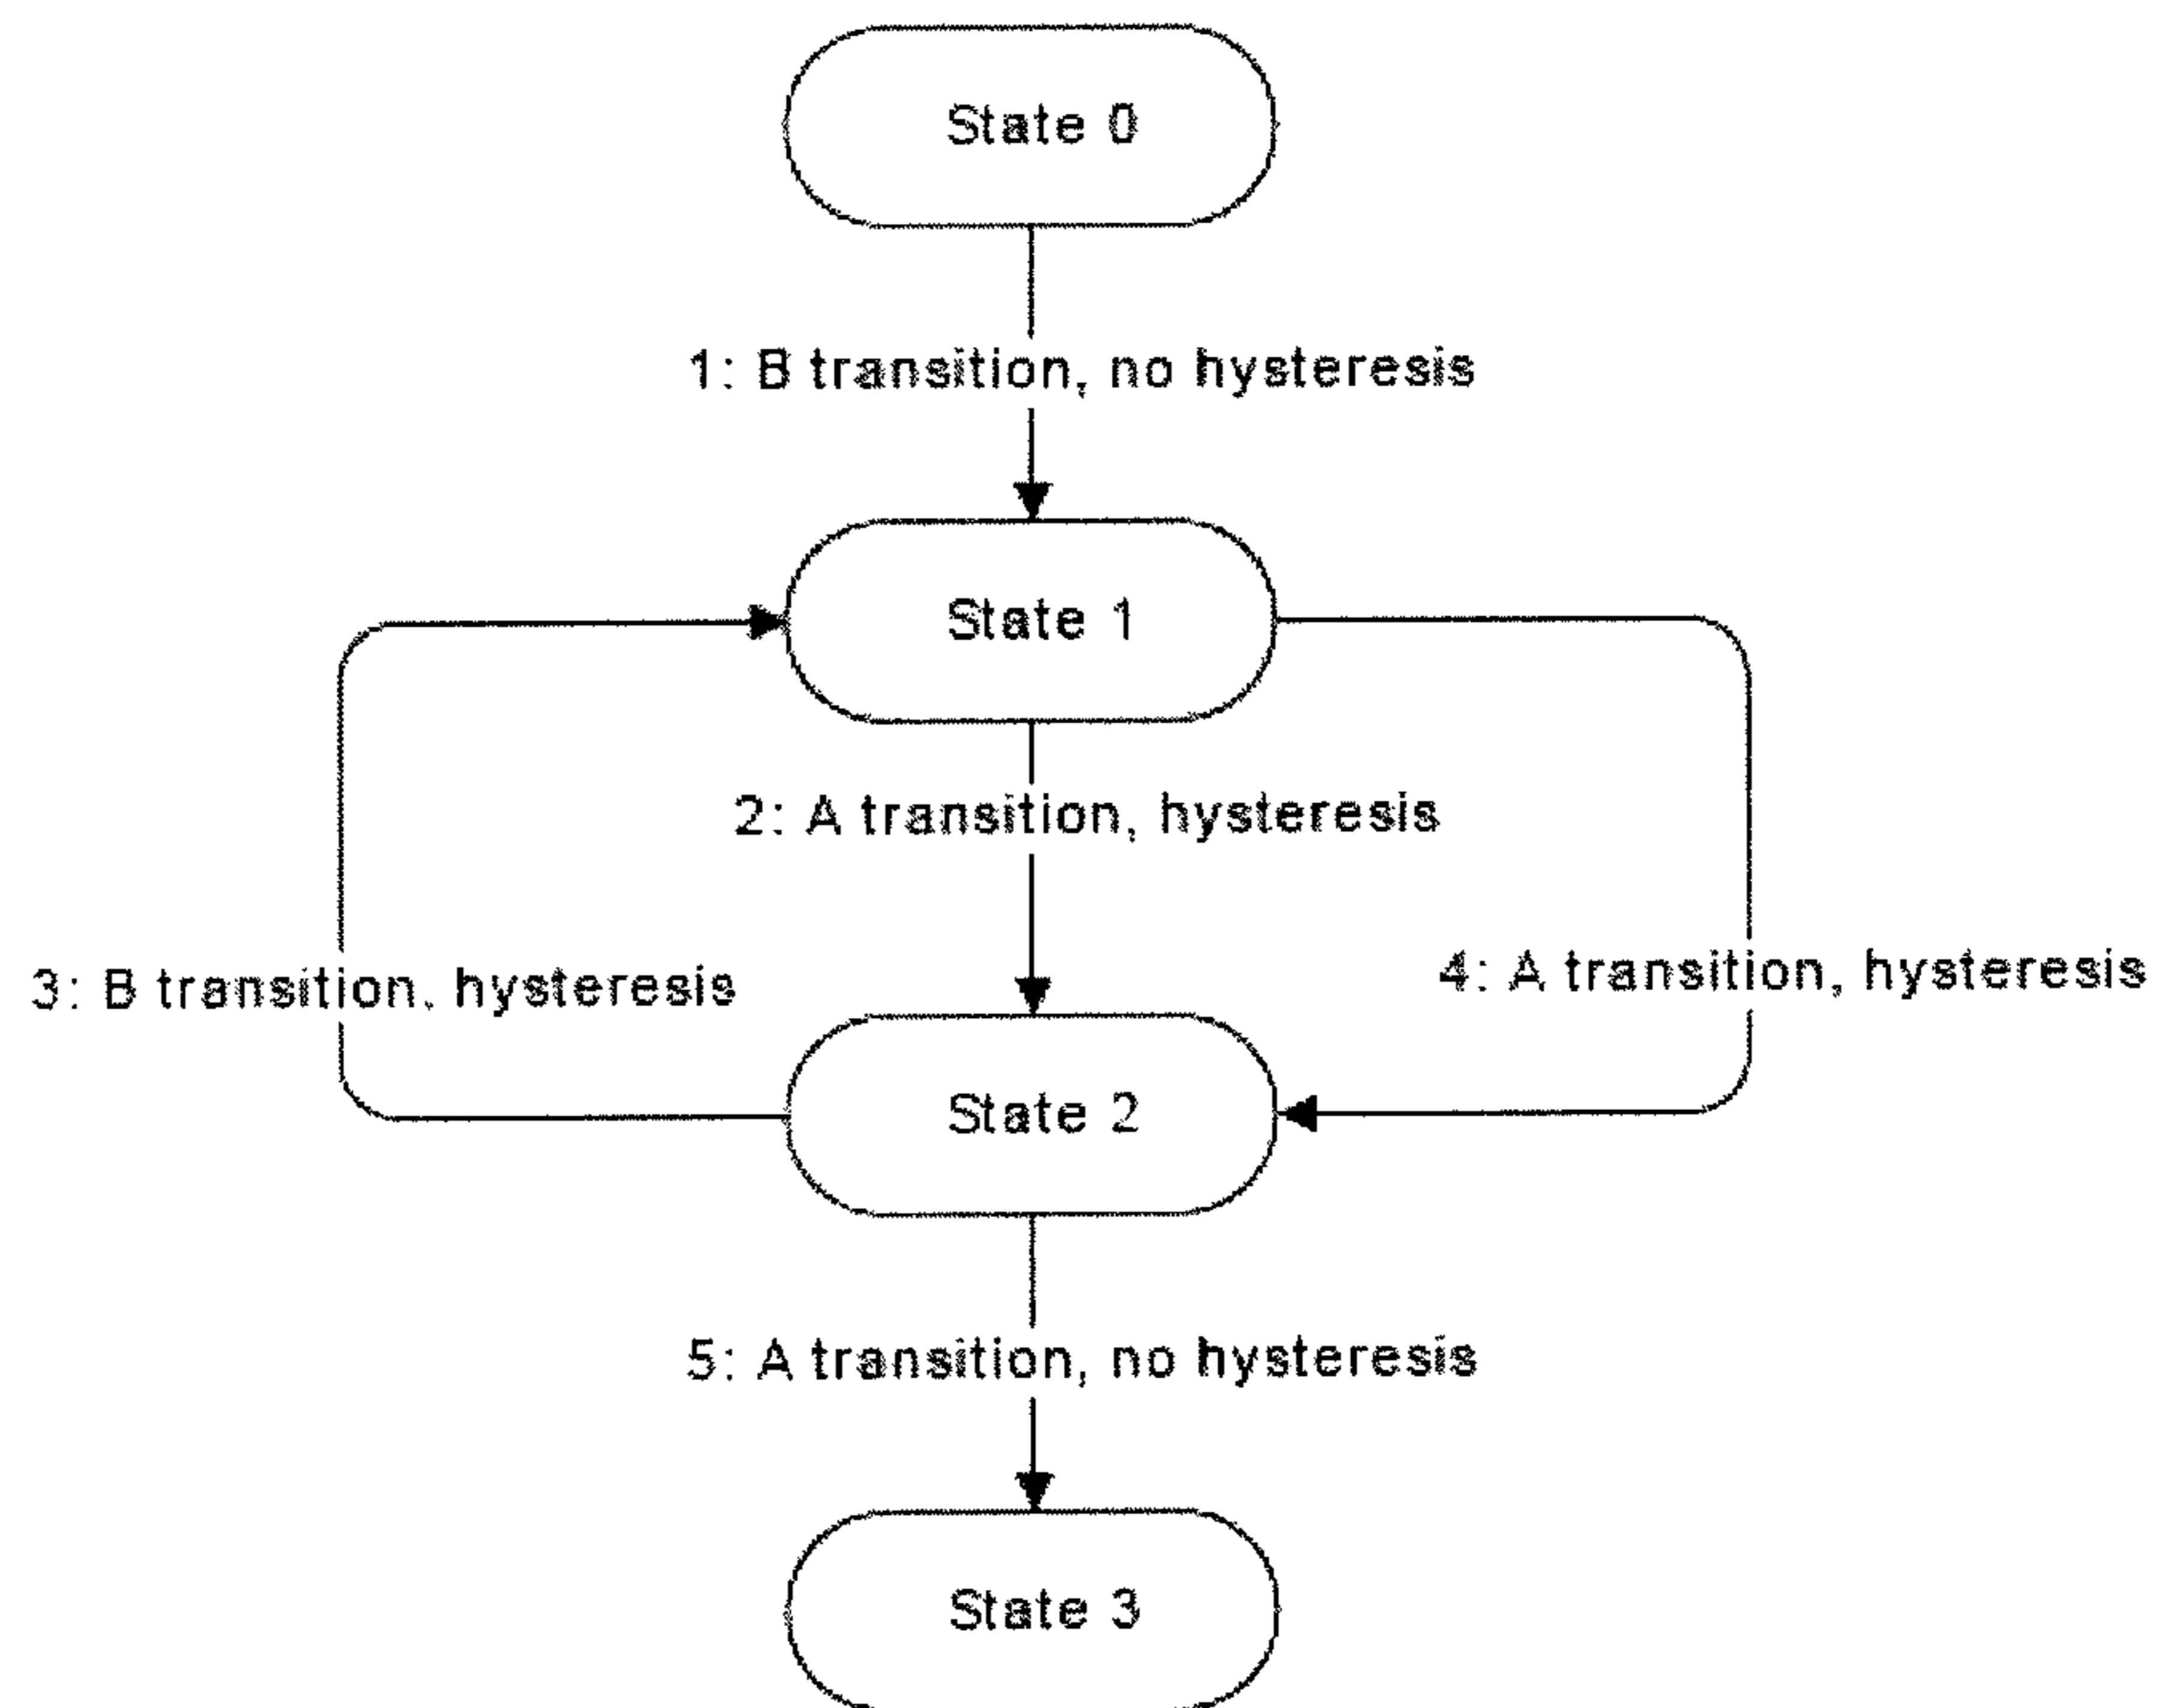 State 0
1: B transition, no hysteresis
State 1
2: A transition, hysteresis
3: B transition, hysteresis
4: A transition, hysteresis
State 2
5: A transition, no hysteresis
State 3